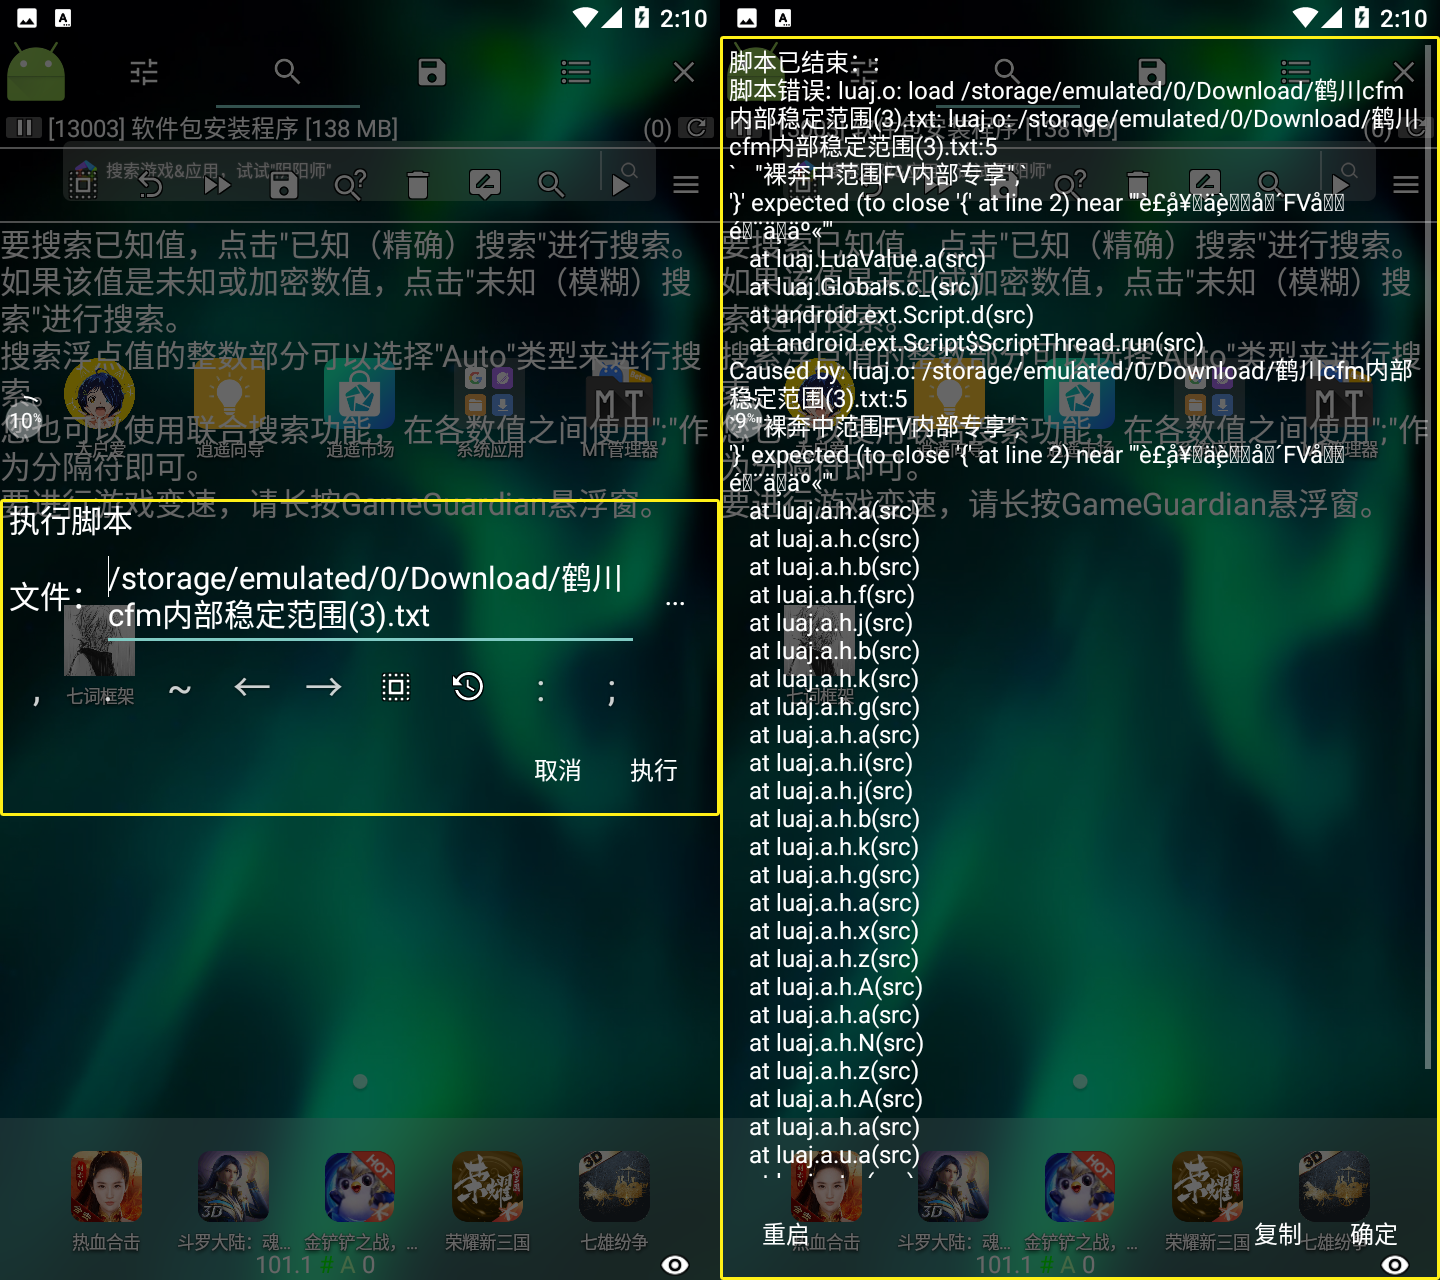 2:10
[13003] 软件包安装程序 [138 MB]
(0)
搜索游戏&应用，试试"阴阳师"
要搜索已知值，点击"已知（精确）搜索"进行搜索。
如果该值是未知或加密数值，点击"未知（模糊）搜
索"进行搜索。
搜索浮点值的整数部分可以选择"Auto"类型来进行搜
索。
10%
您也可以使用联合搜索功能，在各数值之间使用";"作
逍遥向导
逍遥市场
系统应用
MT管理器
为分隔符即可。
要进行游戏变速，请长按GameGuardian悬浮窗。
执行脚本
文件：
/storage/emulated/0/Download/鹤川
cfm内部稳定范围(3).txt
...
七词框架
, . ~ ← → : ;
取消
执行
热血合击
斗罗大陆：魂...
金铲铲之战，...
荣耀新三国
七雄纷争
101.1 # A 0
2:10
脚本已结束：:
脚本错误: luaj.o: load /storage/emulated/0/Download/鹤川cfm
内部稳定范围(3).txt: luaj.o: /storage/emulated/0/Download/鹤川
cfm内部稳定范围(3).txt:5
`   "裸奔中范围FV内部专享",`
'}' expected (to close '{' at line 2) near '"è£å¥
at luaj.LuaValue.a(src)
at luaj.Globals.c_(src)
at android.ext.Script.d(src)
at android.ext.Script$ScriptThread.run(src)
Caused by: luaj.o: /storage/emulated/0/Download/鹤川cfm内部
稳定范围(3).txt:5
`   "裸奔中范围FV内部专享",`
'}' expected (to close '{' at line 2) near '"è£å¥
at luaj.a.h.a(src)
at luaj.a.h.c(src)
at luaj.a.h.b(src)
at luaj.a.h.f(src)
at luaj.a.h.j(src)
at luaj.a.h.b(src)
at luaj.a.h.k(src)
at luaj.a.h.g(src)
at luaj.a.h.a(src)
at luaj.a.h.i(src)
at luaj.a.h.j(src)
at luaj.a.h.b(src)
at luaj.a.h.k(src)
at luaj.a.h.g(src)
at luaj.a.h.a(src)
at luaj.a.h.x(src)
at luaj.a.h.z(src)
at luaj.a.h.A(src)
at luaj.a.h.a(src)
at luaj.a.h.N(src)
at luaj.a.h.z(src)
at luaj.a.h.A(src)
at luaj.a.h.a(src)
at luaj.a.u.a(src)
重启
复制
确定
热血合击
斗罗大陆：魂...
金铲铲之战，...
荣耀新三国
七雄纷争
101.1 # A 0